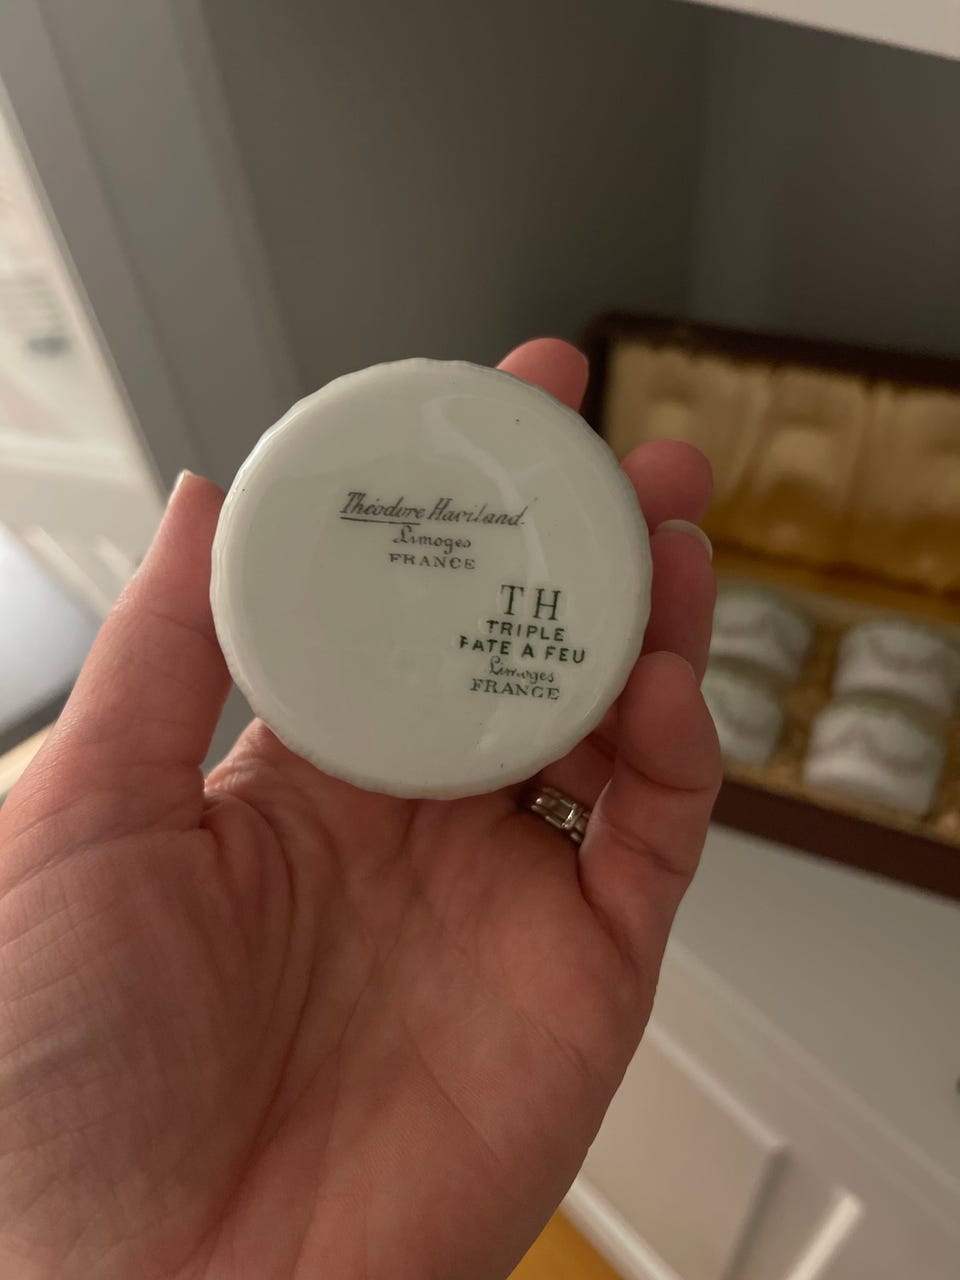 Théodore Haviland
Limoges
FRANCE
TH
TRIPLE
PATE A FEU
Limoges
FRANCE